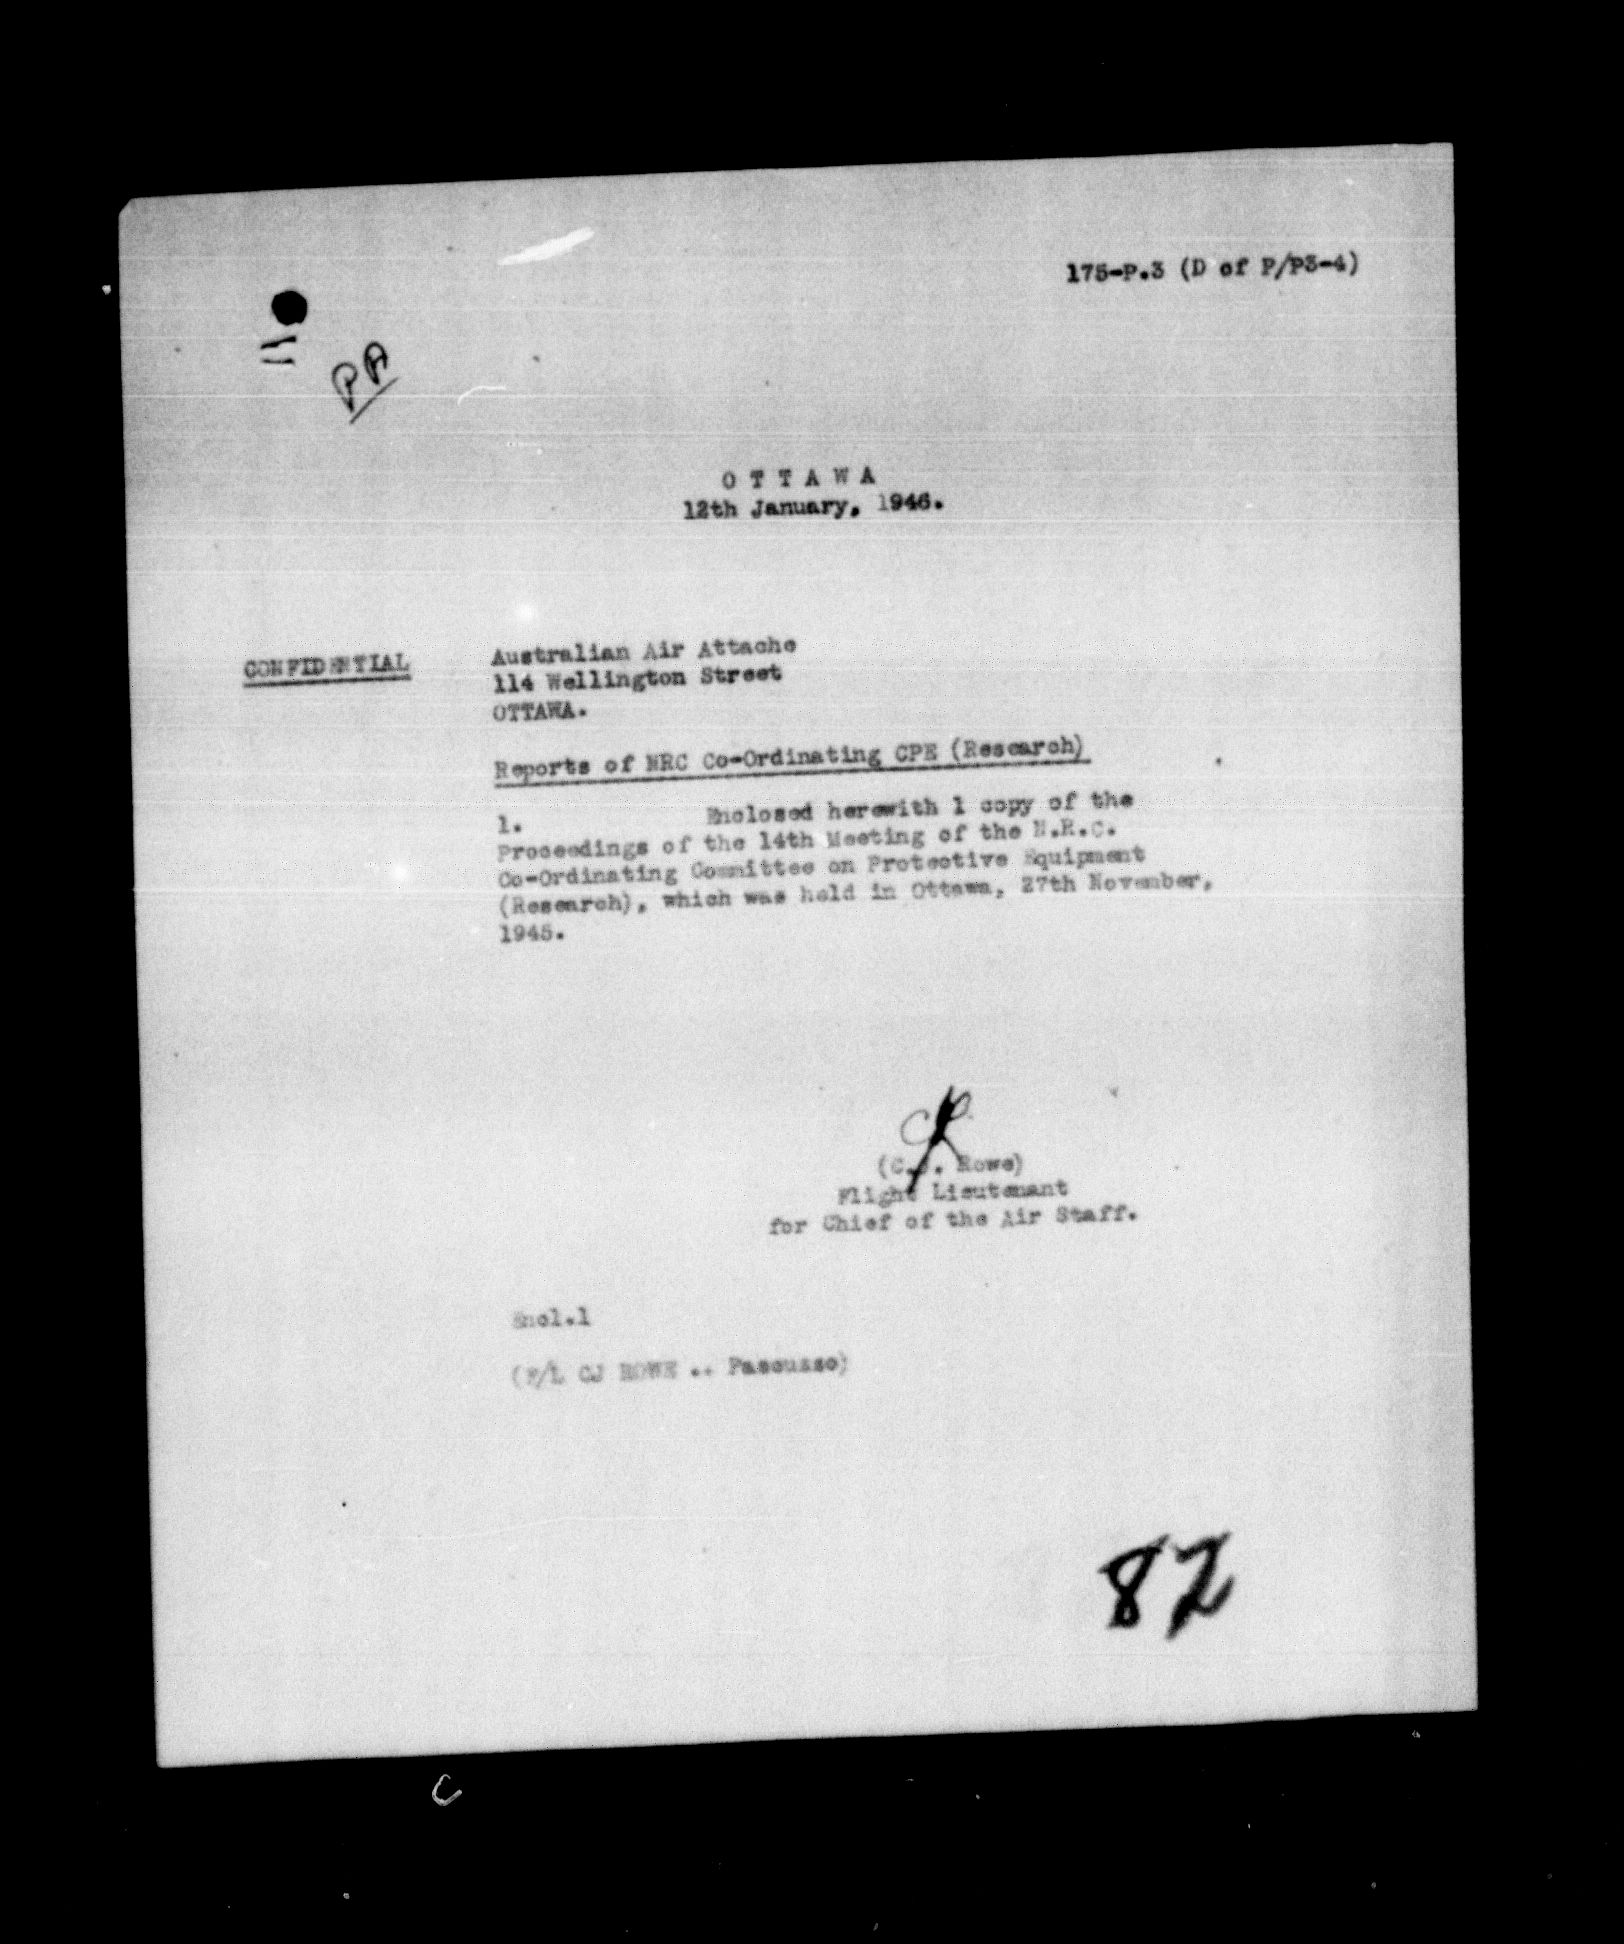 175-P.3 (D of P/P3-4)
PA
O T T A W A
12th January, 1946.
CONFIDENTIAL
Australian Air Attache
114 Wellington Street
OTTAWA.
Reports of NRC Co-Ordinating CPE (Research)
1. Enclosed herewith 1 copy of the
Proceedings of the 14th Meeting of the N.R.C.
Co-Ordinating Committee on Protective Equipment
(Research), which was held in Ottawa, 27th November,
1945.
(C.J. Rowe)
Flight Lieutenant
for Chief of the Air Staff.
Encl.1
(F/L CJ ROWE .. Pascusso)
82